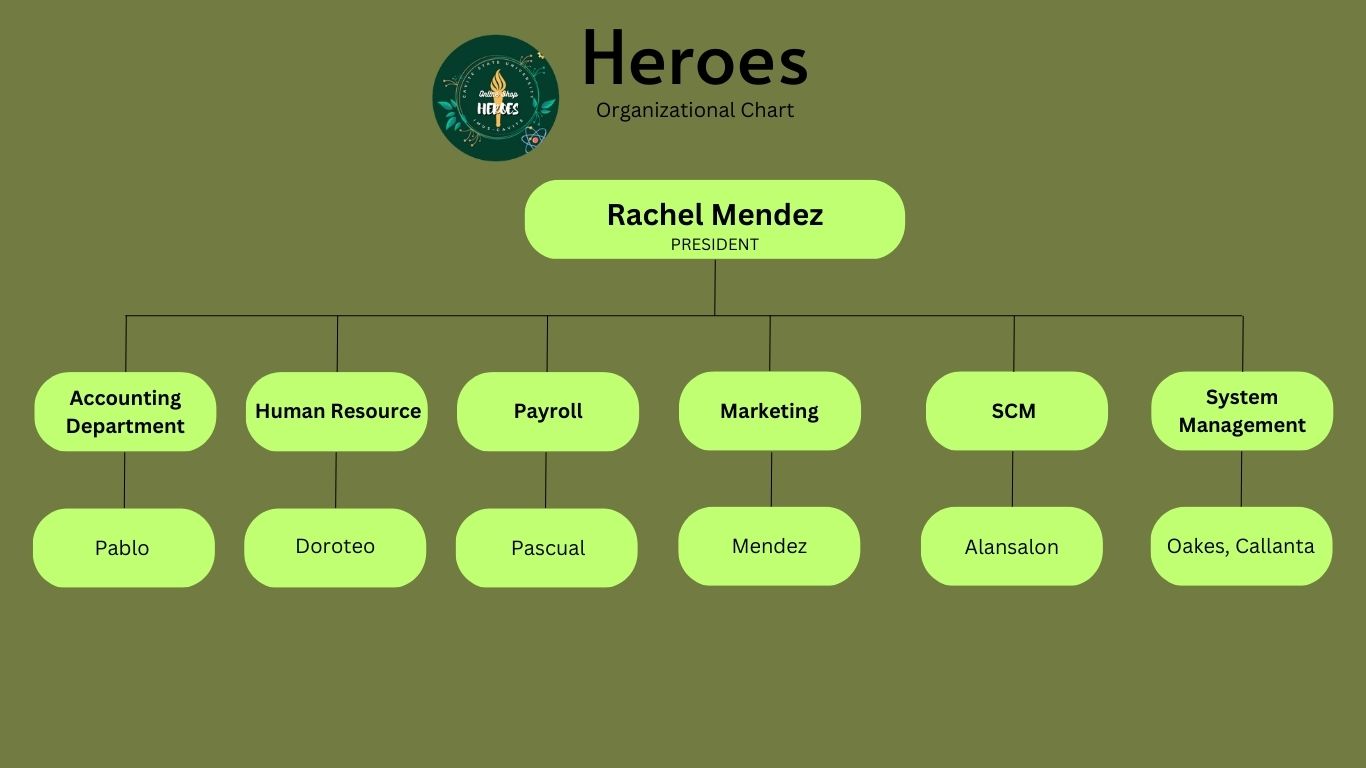 CAVITE STATE UNIVERSITY
Online Shop
HEROES
IMUS-CAVITE
Heroes
Organizational Chart
Rachel Mendez
PRESIDENT
Accounting
Department
Human Resource
Payroll
Marketing
SCM
System
Management
Pablo
Doroteo
Pascual
Mendez
Alansalon
Oakes, Callanta